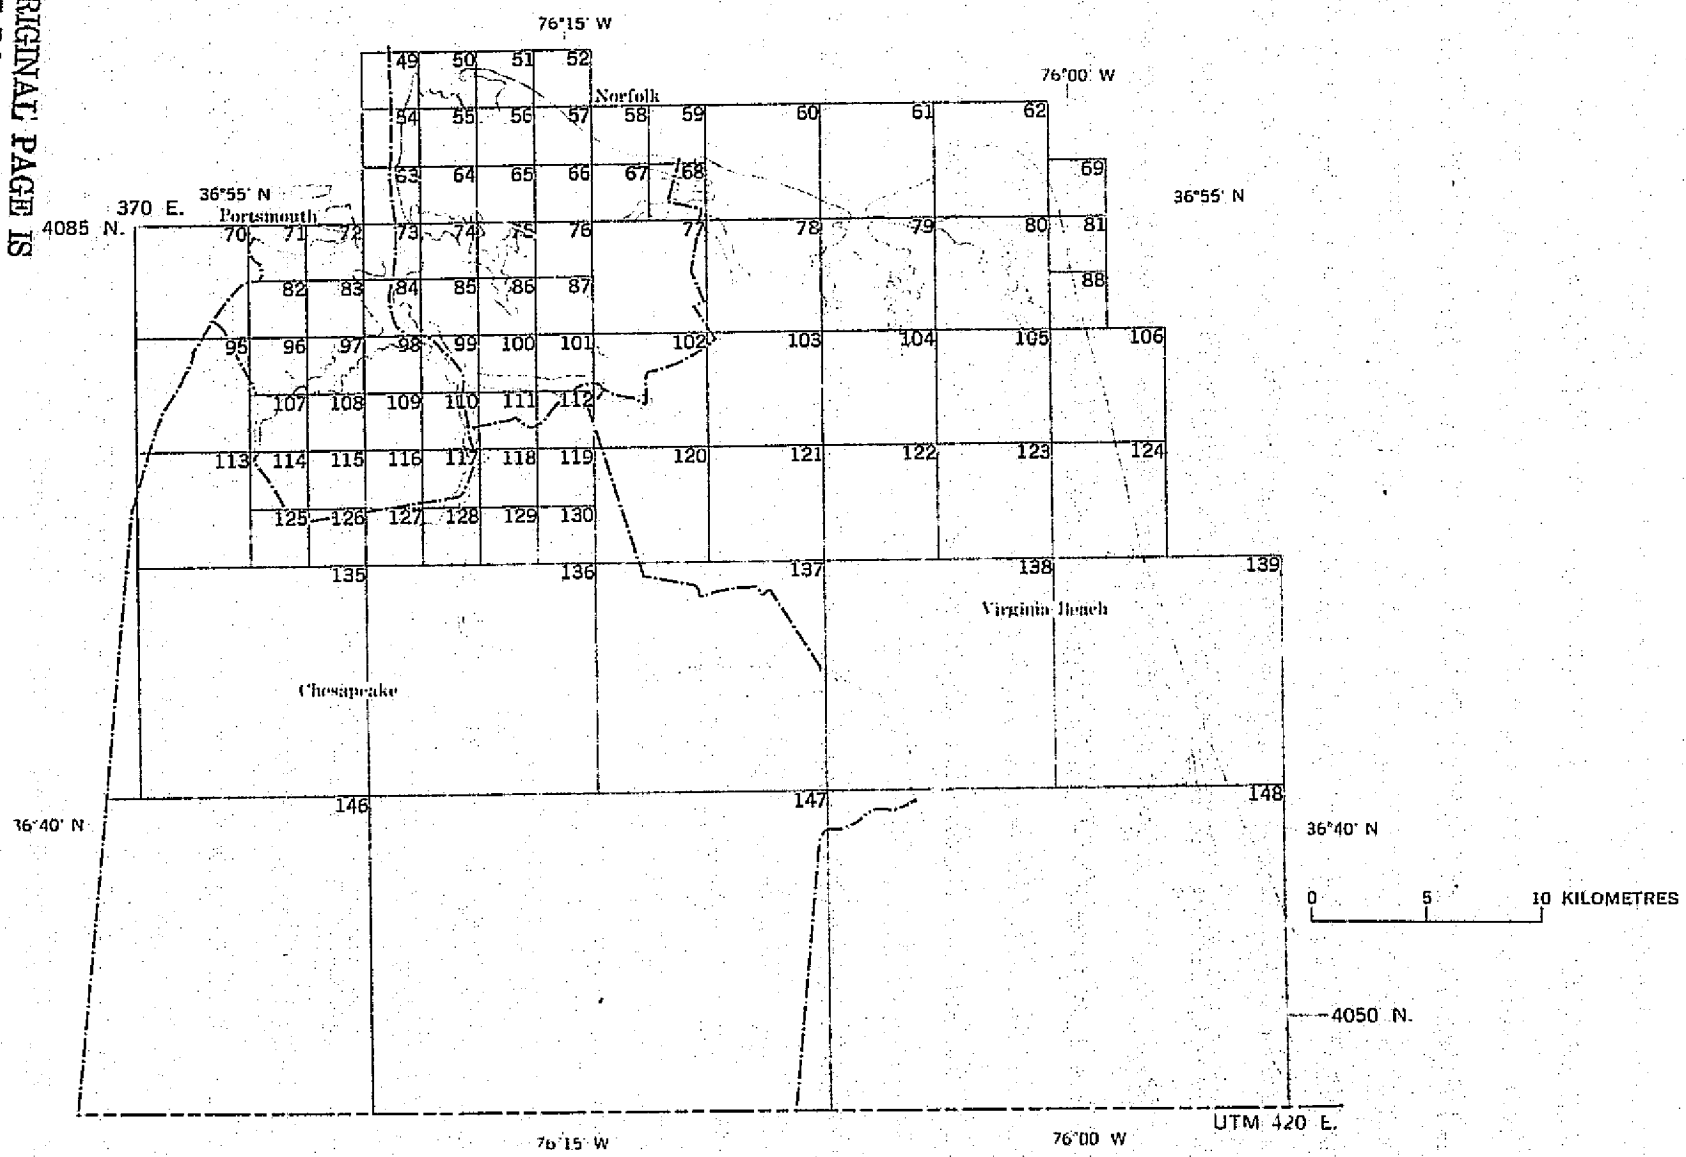 RIGINAL PAGE IS
76°15' W
49 50 51 52
76°00' W
Norfolk
54 55 56 57 58 59 60 61 62
63 64 65 66 67 68 69
36°55' N
36°55' N
370 E.
Portsmouth
4085 N.
70 71 72 73 74 75 76 77 78 79 80 81
82 83 84 85 86 87 88
95 96 97 98 99 100 101 102 103 104 105 106
107 108 109 110 111 112
113 114 115 116 117 118 119 120 121 122 123 124
125 126 127 128 129 130
135 136 137 138 139
Virginia Beach
Chesapeake
146 147 148
36°40' N
36°40' N
0 5 10 KILOMETRES
4050 N.
UTM 420 E.
76°15' W
76°00' W